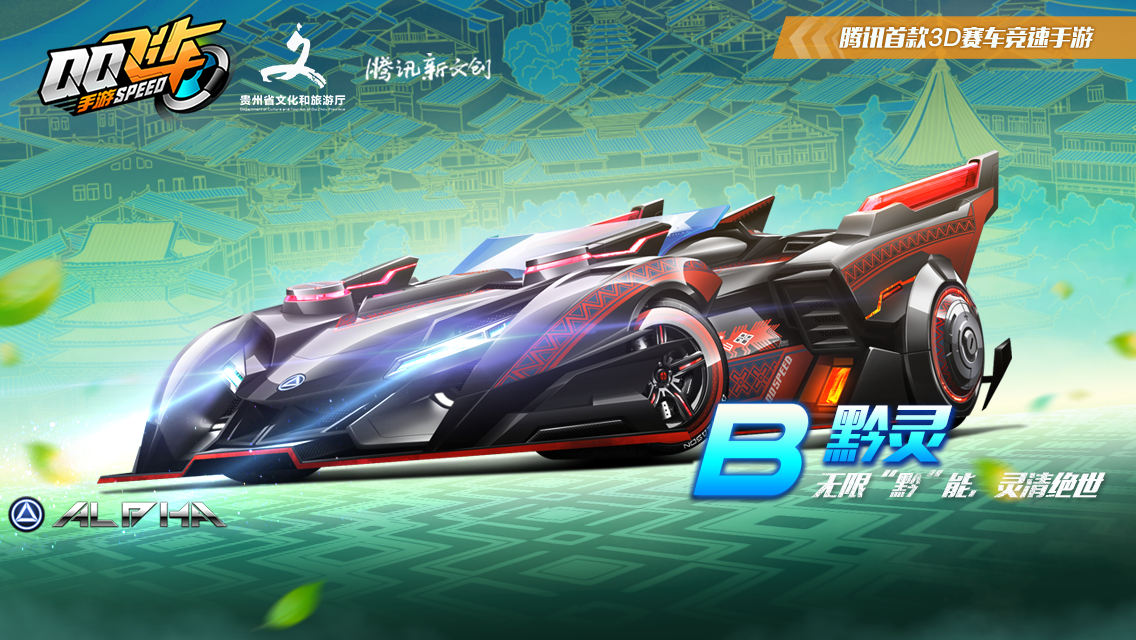 QQ飞车
手游SPEED
贵州省文化和旅游厅
腾讯新文创
腾讯首款3D赛车竞速手游
QQSPEED
B 黔灵
无限“黔”能，灵清绝世
ALPHA